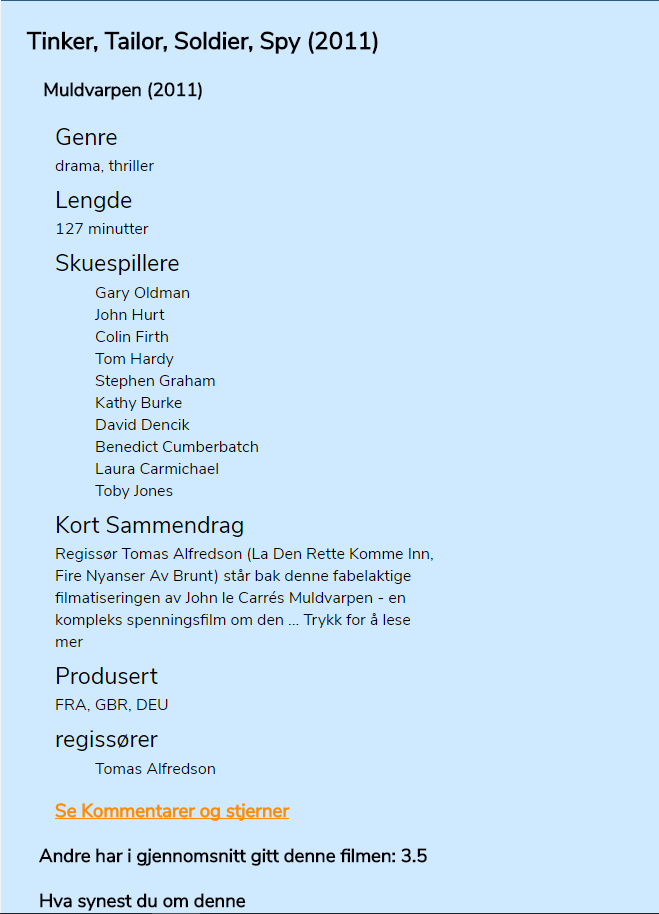 Tinker, Tailor, Soldier, Spy (2011)
Muldvarpen (2011)
Genre
drama, thriller
Lengde
127 minutter
Skuespillere
Gary Oldman
John Hurt
Colin Firth
Tom Hardy
Stephen Graham
Kathy Burke
David Dencik
Benedict Cumberbatch
Laura Carmichael
Toby Jones
Kort Sammendrag
Regissør Tomas Alfredson (La Den Rette Komme Inn,
Fire Nyanser Av Brunt) står bak denne fabelaktige
filmatiseringen av John le Carrés Muldvarpen - en
kompleks spenningsfilm om den ... Trykk for å lese
mer
Produsert
FRA, GBR, DEU
regissører
Tomas Alfredson
Se Kommentarer og stjerner
Andre har i gjennomsnitt gitt denne filmen: 3.5
Hva synest du om denne